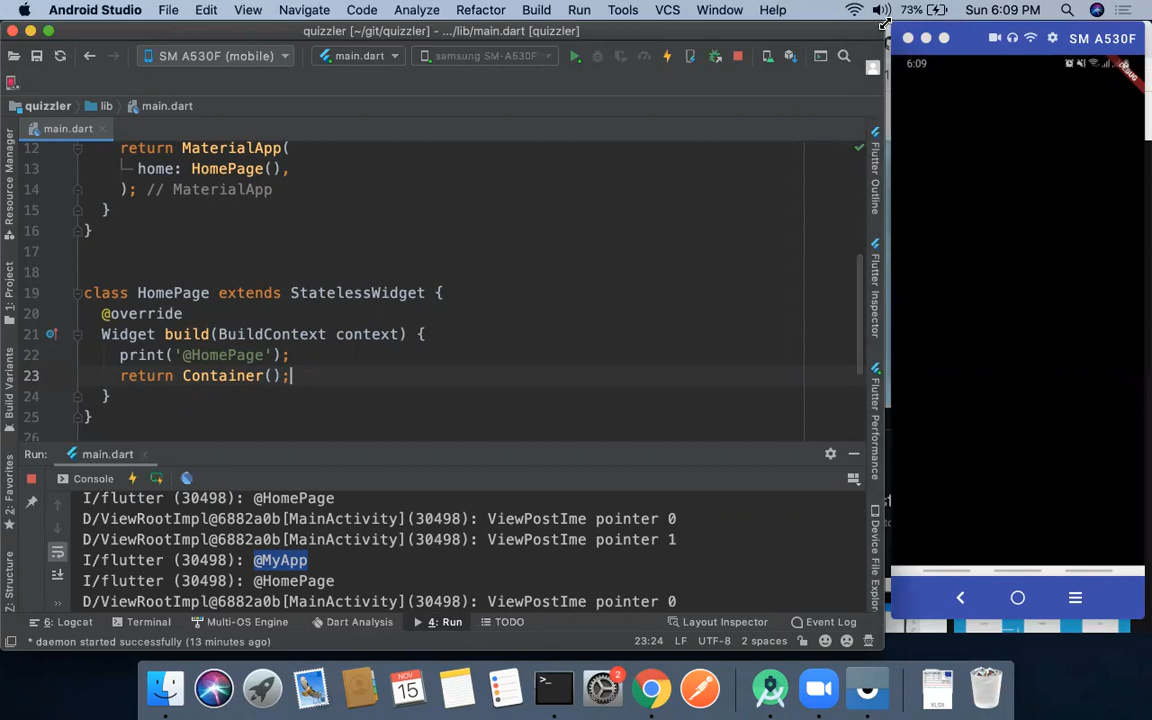 Android Studio File Edit View Navigate Code Analyze Refactor Build Run Tools VCS Window Help 73% Sun 6:09 PM
quizzler [~/git/quizzler] - .../lib/main.dart [quizzler]
SM A530F (mobile) main.dart samsung SM-A530F
quizzler lib main.dart
main.dart
12 return MaterialApp(
13 home: HomePage(),
14 ); // MaterialApp
15 }
16 }
17
18
19 class HomePage extends StatelessWidget {
20 @override
21 Widget build(BuildContext context) {
22 print('@HomePage');
23 return Container();
24 }
25 }
26
Run: main.dart
Console
I/flutter (30498): @HomePage
D/ViewRootImpl@6882a0b[MainActivity](30498): ViewPostIme pointer 0
D/ViewRootImpl@6882a0b[MainActivity](30498): ViewPostIme pointer 1
I/flutter (30498): @MyApp
I/flutter (30498): @HomePage
D/ViewRootImpl@6882a0b[MainActivity](30498): ViewPostIme pointer 0
6: Logcat Terminal Multi-OS Engine Dart Analysis 4: Run TODO Layout Inspector Event Log
* daemon started successfully (13 minutes ago) 23:24 LF UTF-8 2 spaces
Resource Manager
1: Project
Build Variants
2: Favorites
Z: Structure
Flutter Outline
Flutter Inspector
Flutter Performance
Device File Explorer
SM A530F
6:09
DEBUG
NOV
15
2
XLSX